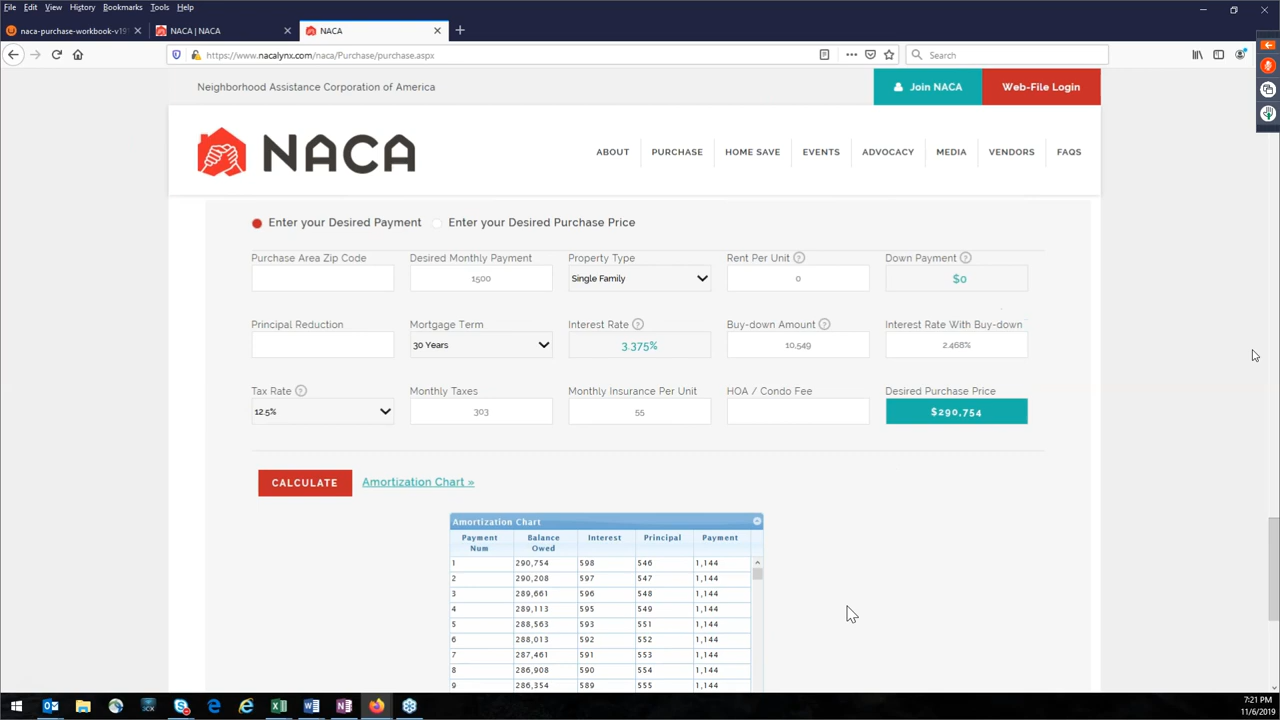 File Edit View History Bookmarks Tools Help
naca-purchase-workbook-v19 NACA | NACA NACA
https://www.nacalynx.com/naca/Purchase/purchase.aspx Search
Neighborhood Assistance Corporation of America Join NACA Web-File Login
NACA ABOUT PURCHASE HOME SAVE EVENTS ADVOCACY MEDIA VENDORS FAQS
Enter your Desired Payment Enter your Desired Purchase Price
Purchase Area Zip Code Desired Monthly Payment Property Type Rent Per Unit ? Down Payment ?
1500 Single Family 0 $0
Principal Reduction Mortgage Term Interest Rate ? Buy-down Amount ? Interest Rate With Buy-down
30 Years 3.375% 10,549 2.468%
Tax Rate ? Monthly Taxes Monthly Insurance Per Unit HOA / Condo Fee Desired Purchase Price
12.5% 303 55 $290,754
CALCULATE Amortization Chart »
Amortization Chart
Payment Balance Interest Principal Payment
Num Owed
1 290,754 598 546 1,144
2 290,208 597 547 1,144
3 289,661 596 548 1,144
4 289,113 595 549 1,144
5 288,563 593 551 1,144
6 288,013 592 552 1,144
7 287,461 591 553 1,144
8 286,908 590 554 1,144
9 286,354 589 555 1,144
7:21 PM
11/6/2019